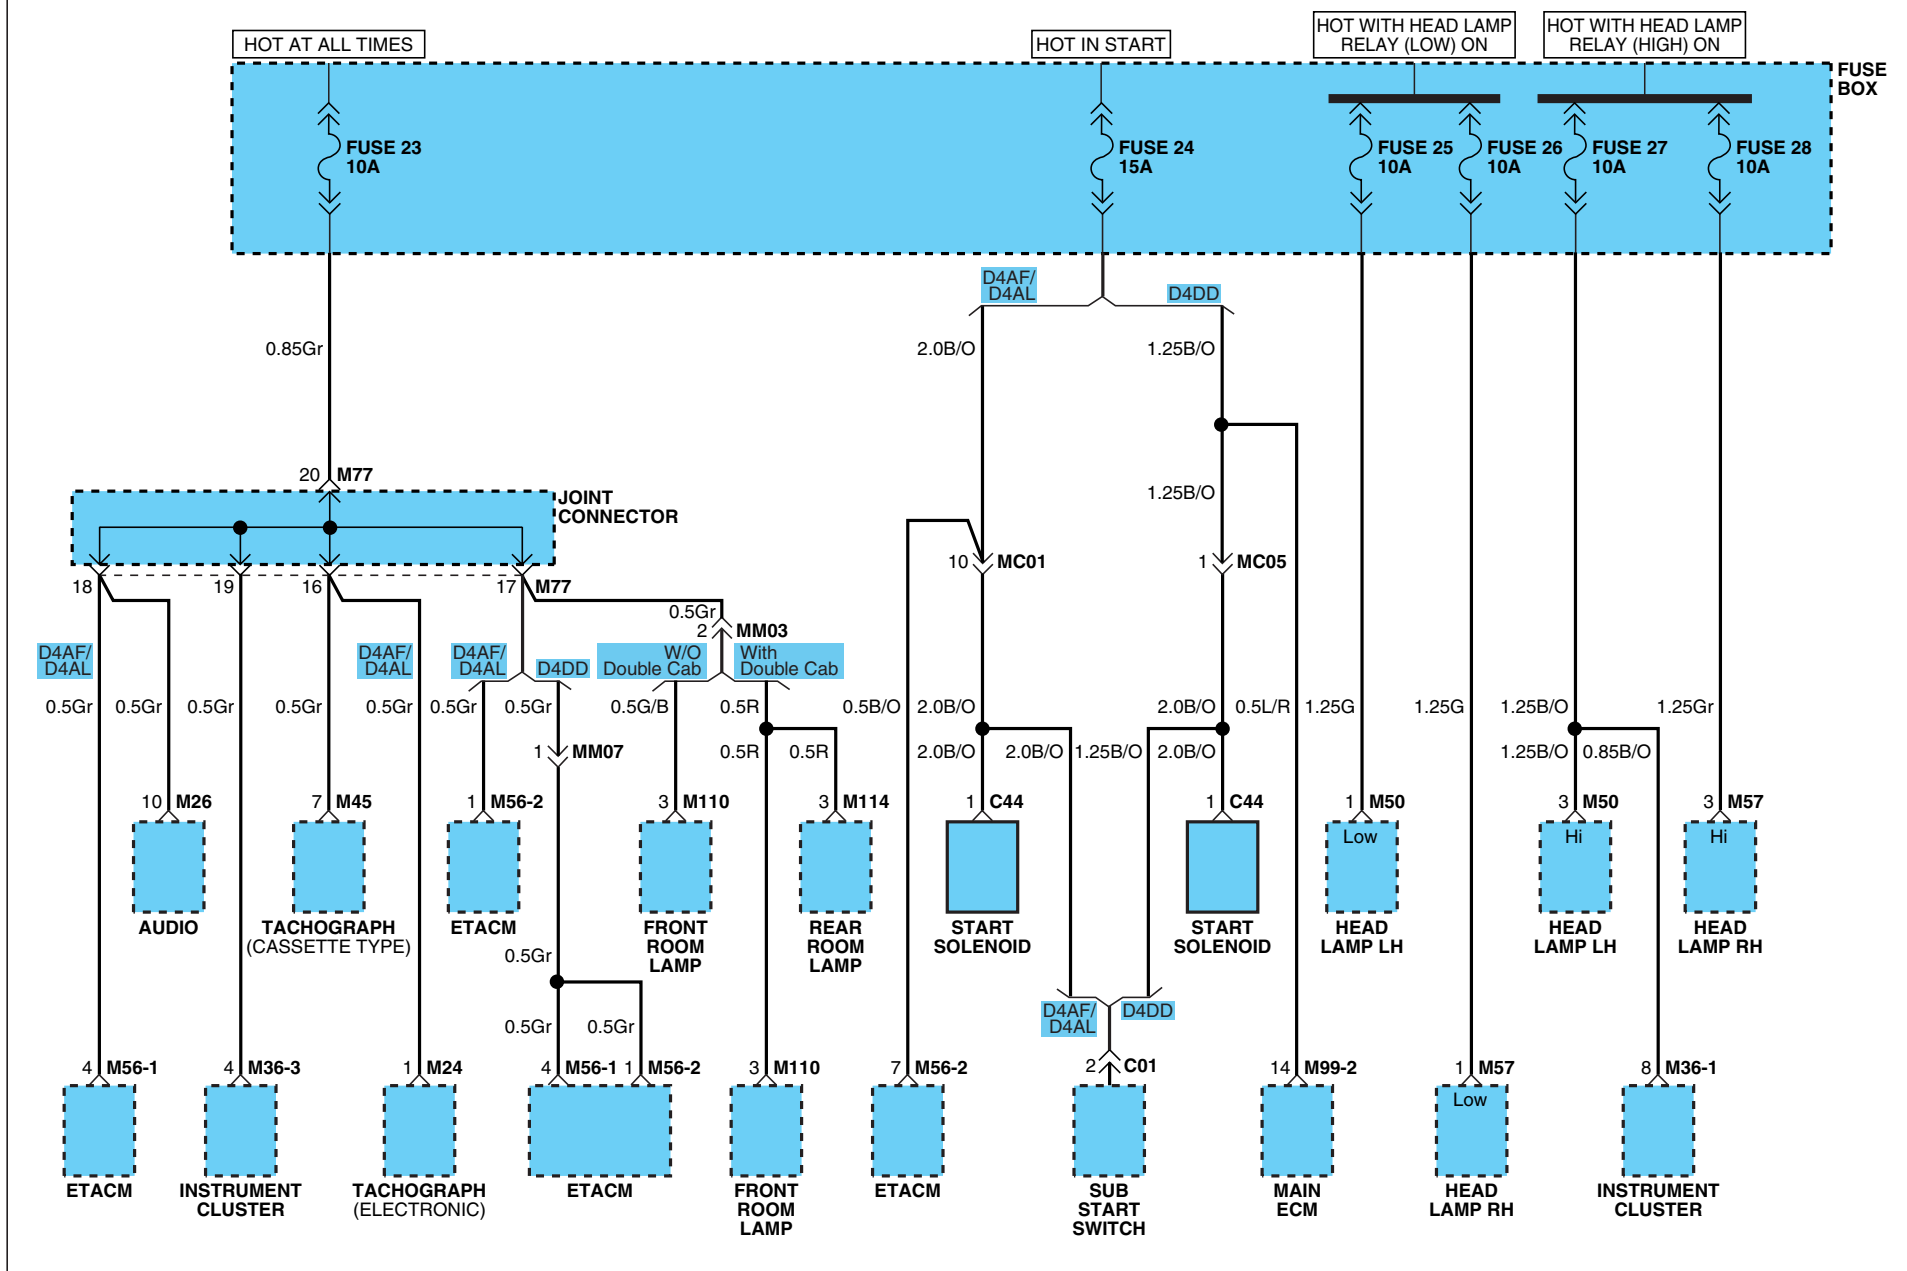 HOT AT ALL TIMES
HOT IN START
HOT WITH HEAD LAMP
RELAY (LOW) ON
HOT WITH HEAD LAMP
RELAY (HIGH) ON
FUSE
BOX
FUSE 23
10A
FUSE 24
15A
FUSE 25
10A
FUSE 26
10A
FUSE 27
10A
FUSE 28
10A
D4AF/
D4AL
D4DD
0.85Gr
2.0B/O
1.25B/O
20 M77
JOINT
CONNECTOR
1.25B/O
10 MC01
1 MC05
18
19
16
17 M77
0.5Gr
2 MM03
D4AF/
D4AL
D4AF/
D4AL
D4AF/
D4AL
D4DD
W/O
Double Cab
With
Double Cab
0.5Gr
0.5Gr
0.5Gr
0.5Gr
0.5Gr
0.5Gr
0.5Gr
0.5G/B
0.5R
0.5B/O
2.0B/O
2.0B/O
0.5L/R
1.25G
1.25G
1.25B/O
1.25Gr
1 MM07
0.5R
0.5R
2.0B/O
2.0B/O
1.25B/O
2.0B/O
1.25B/O
0.85B/O
10 M26
7 M45
1 M56-2
3 M110
3 M114
1 C44
1 C44
1 M50
3 M50
3 M57
Low
Hi
Hi
AUDIO
TACHOGRAPH
(CASSETTE TYPE)
ETACM
FRONT
ROOM
LAMP
REAR
ROOM
LAMP
START
SOLENOID
START
SOLENOID
HEAD
LAMP LH
HEAD
LAMP LH
HEAD
LAMP RH
0.5Gr
0.5Gr
0.5Gr
D4AF/
D4AL
D4DD
4 M56-1
4 M36-3
1 M24
4 M56-1
1 M56-2
3 M110
7 M56-2
2 C01
14 M99-2
1 M57
8 M36-1
Low
ETACM
INSTRUMENT
CLUSTER
TACHOGRAPH
(ELECTRONIC)
ETACM
FRONT
ROOM
LAMP
ETACM
SUB
START
SWITCH
MAIN
ECM
HEAD
LAMP RH
INSTRUMENT
CLUSTER